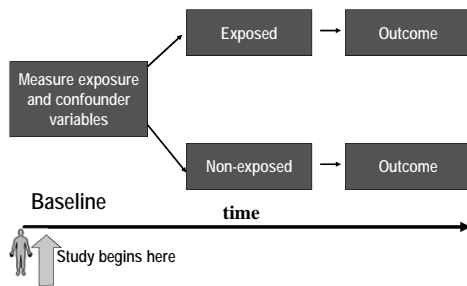 Exposed
Outcome
Measure exposure
and confounder
variables
Non-exposed
Outcome
Baseline
time
Study begins here